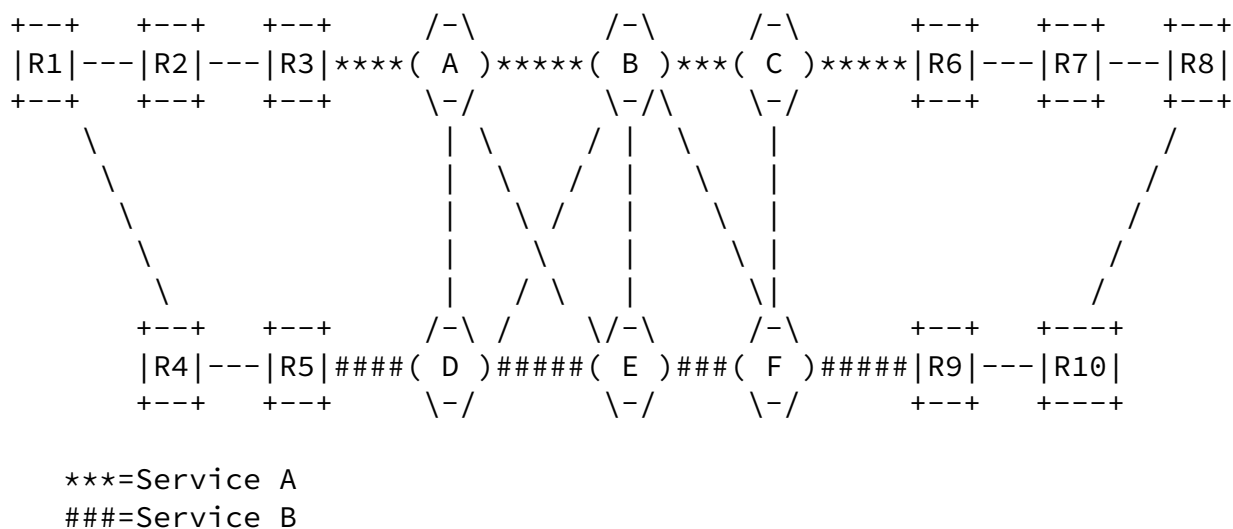 +--+   +--+   +--+     /-\       /-\     /-\      +--+   +--+   +--+
|R1|---|R2|---|R3|****( A )*****( B )***( C )*****|R6|---|R7|---|R8|
+--+   +--+   +--+     \-/       \-/\    \-/      +--+   +--+   +--+
    \                   | \     / |  \    |                     /
     \                  |  \   /  |   \   |                    /
      \                 |   \ /   |    \  |                   /
       \                |    \    |     \ |                  /
        \               |   / \   |      \|                 /
       +--+   +--+     /-\ /    \/-\     /-\      +--+   +---+
       |R4|---|R5|####( D )#####( E )###( F )#####|R9|---|R10|
       +--+   +--+     \-/       \-/     \-/      +--+   +---+
***=Service A
###=Service B